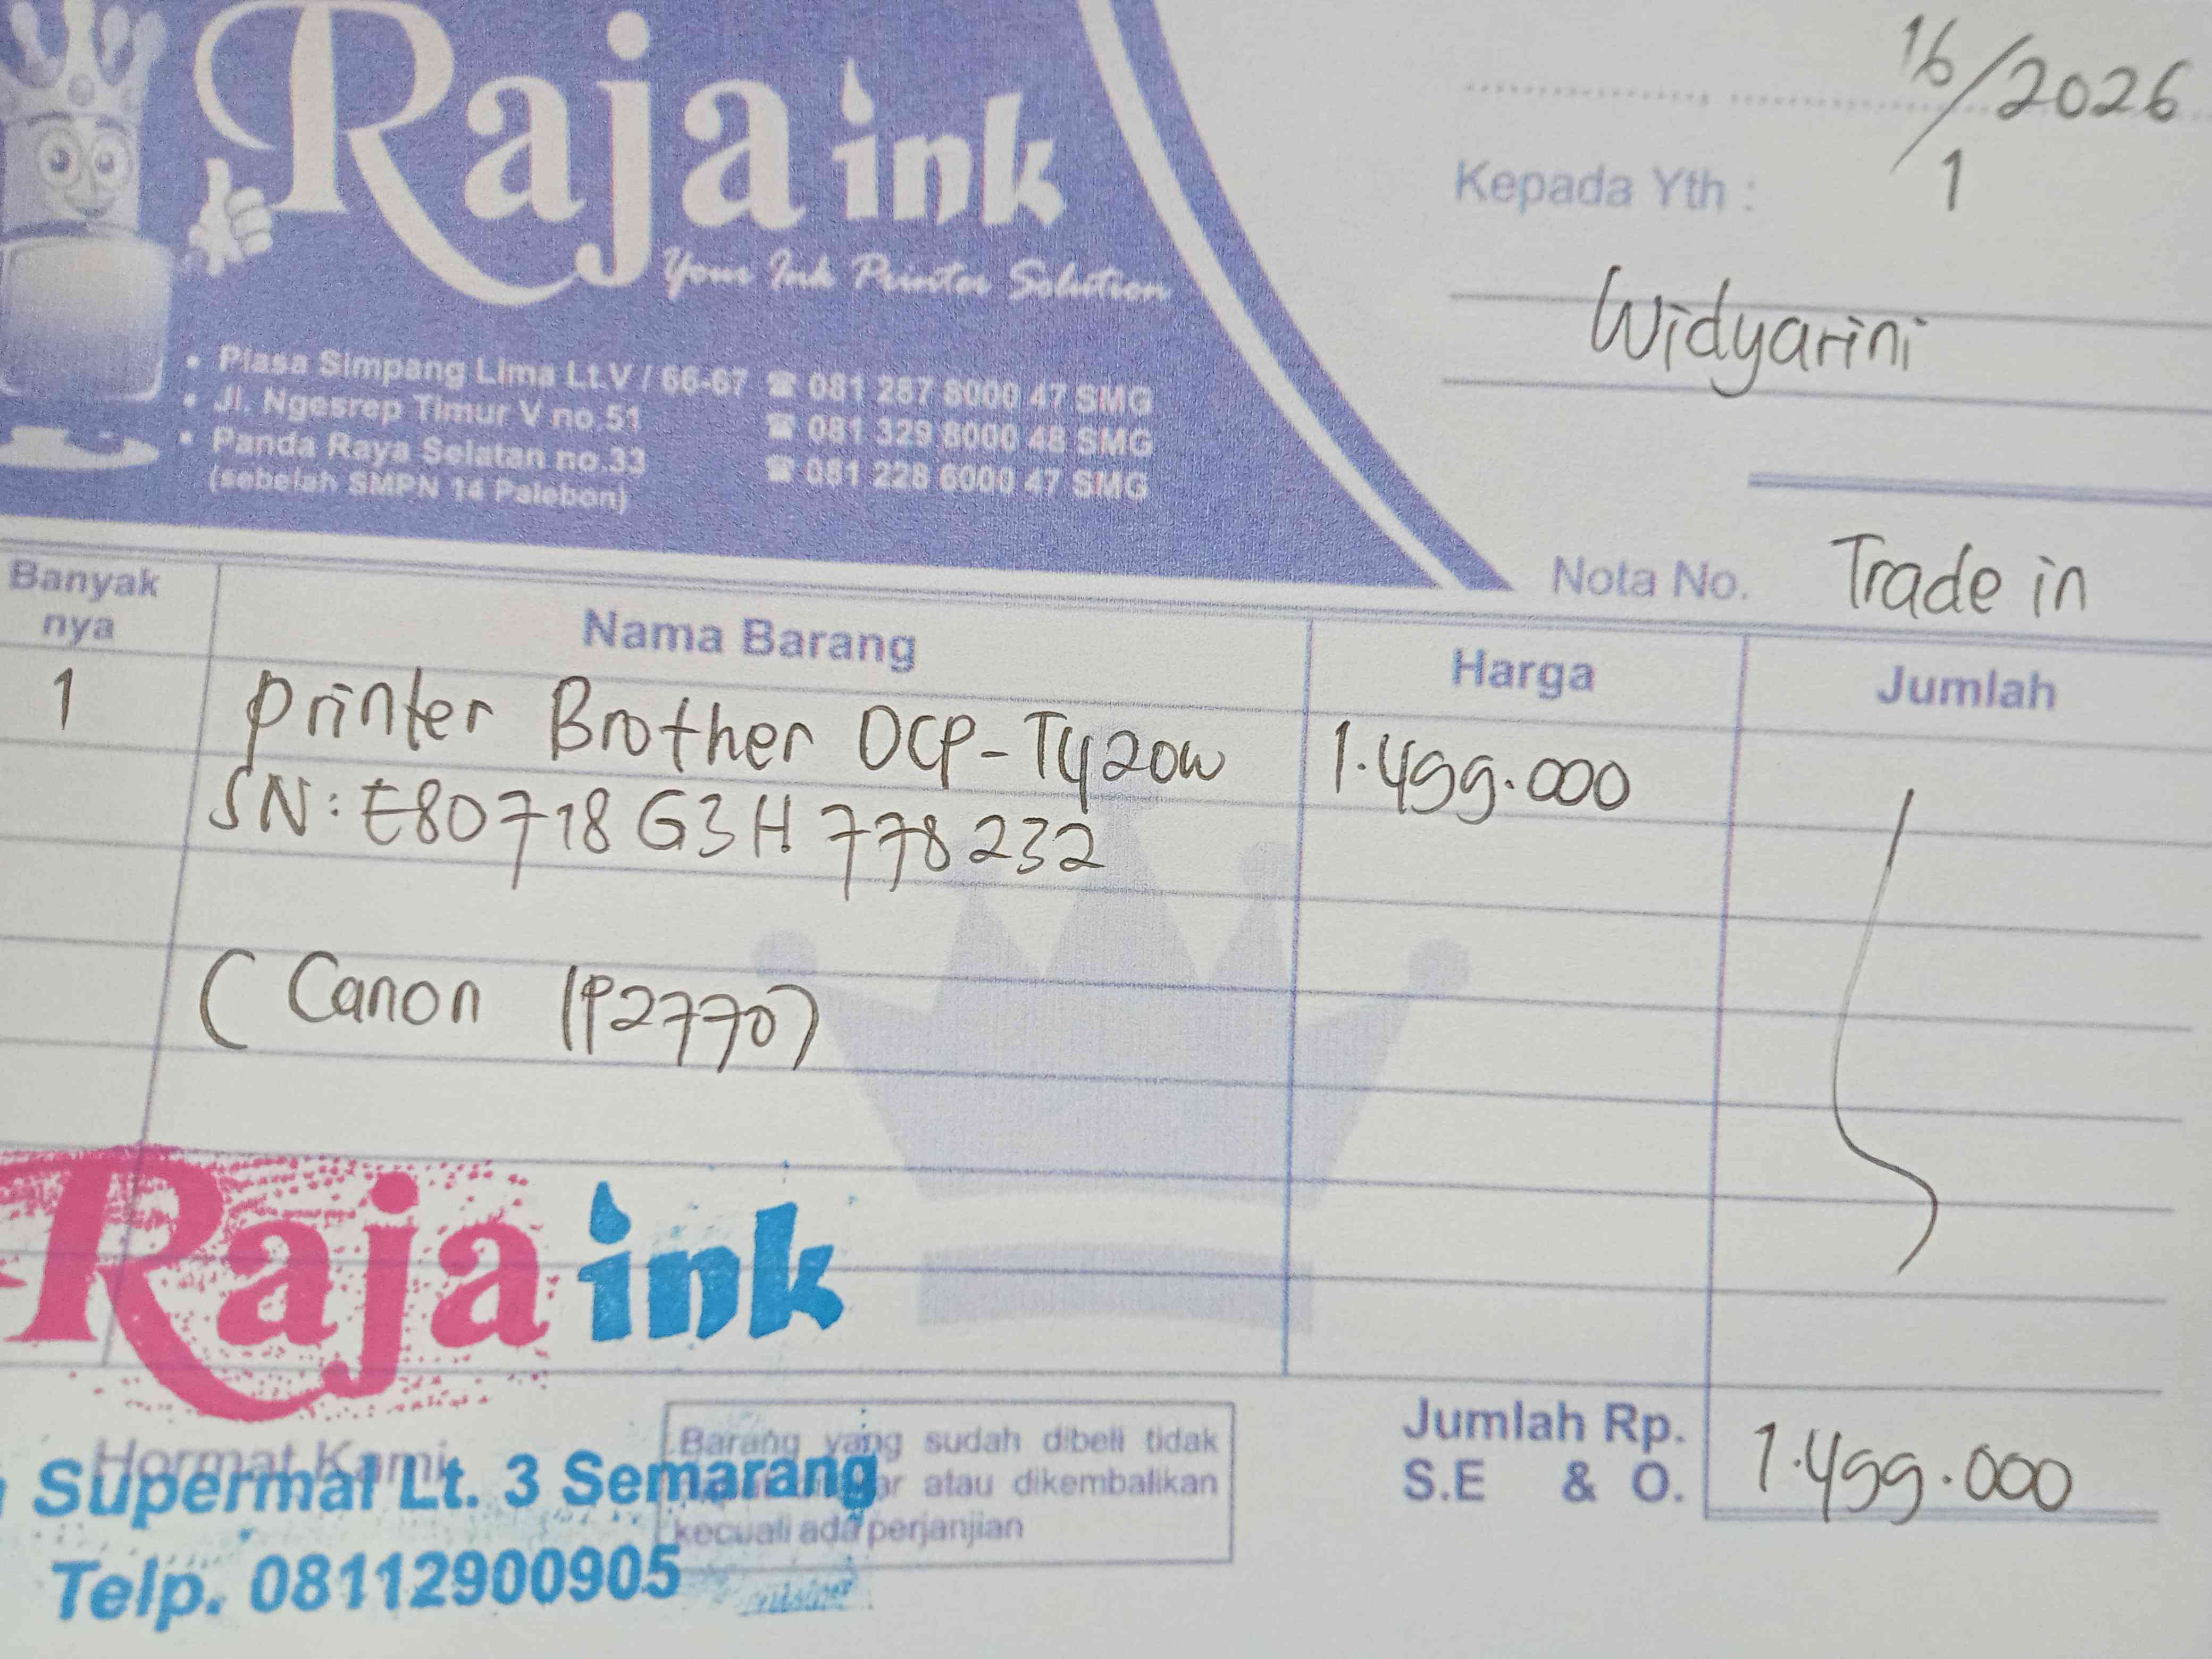 Raja ink
Your Ink Printer Solution
• Plasa Simpang Lima Lt.V / 66-67 ☎ 081 287 8000 47 SMG
• Jl. Ngesrep Timur V no.51 ☎ 081 329 8000 48 SMG
• Panda Raya Selatan no.33 ☎ 081 228 6000 47 SMG
(sebelah SMPN 14 Palebon)
16/1/2026
Kepada Yth :
Widyarini
Nota No. Trade in
Banyak nya Nama Barang Harga Jumlah
1 Printer Brother DCP-T420W 1.499.000
SN: E80718G3H778232
(Canon IP2770)
Raja ink
Hormat Kami
Supermal Lt. 3 Semarang
Telp. 08112900905
Barang yang sudah dibeli tidak
atau dikembalikan
kecuali ada perjanjian
Jumlah Rp. 1.499.000
S.E & O.